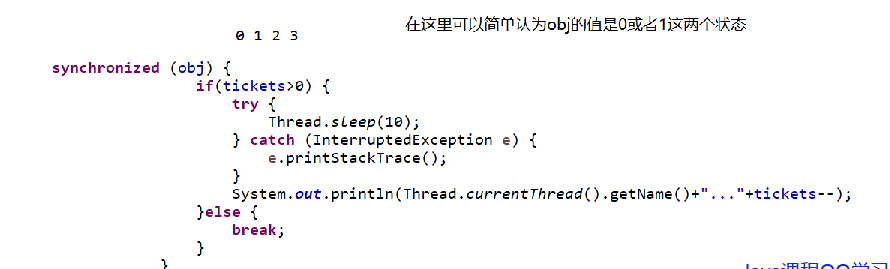 在这里可以简单认为obj的值是0或者1这两个状态
0 1 2 3
synchronized (obj) {
if(tickets>0) {
try {
Thread.sleep(10);
} catch (InterruptedException e) {
e.printStackTrace();
}
System.out.println(Thread.currentThread().getName()+"..."+tickets--);
}else {
break;
}
}